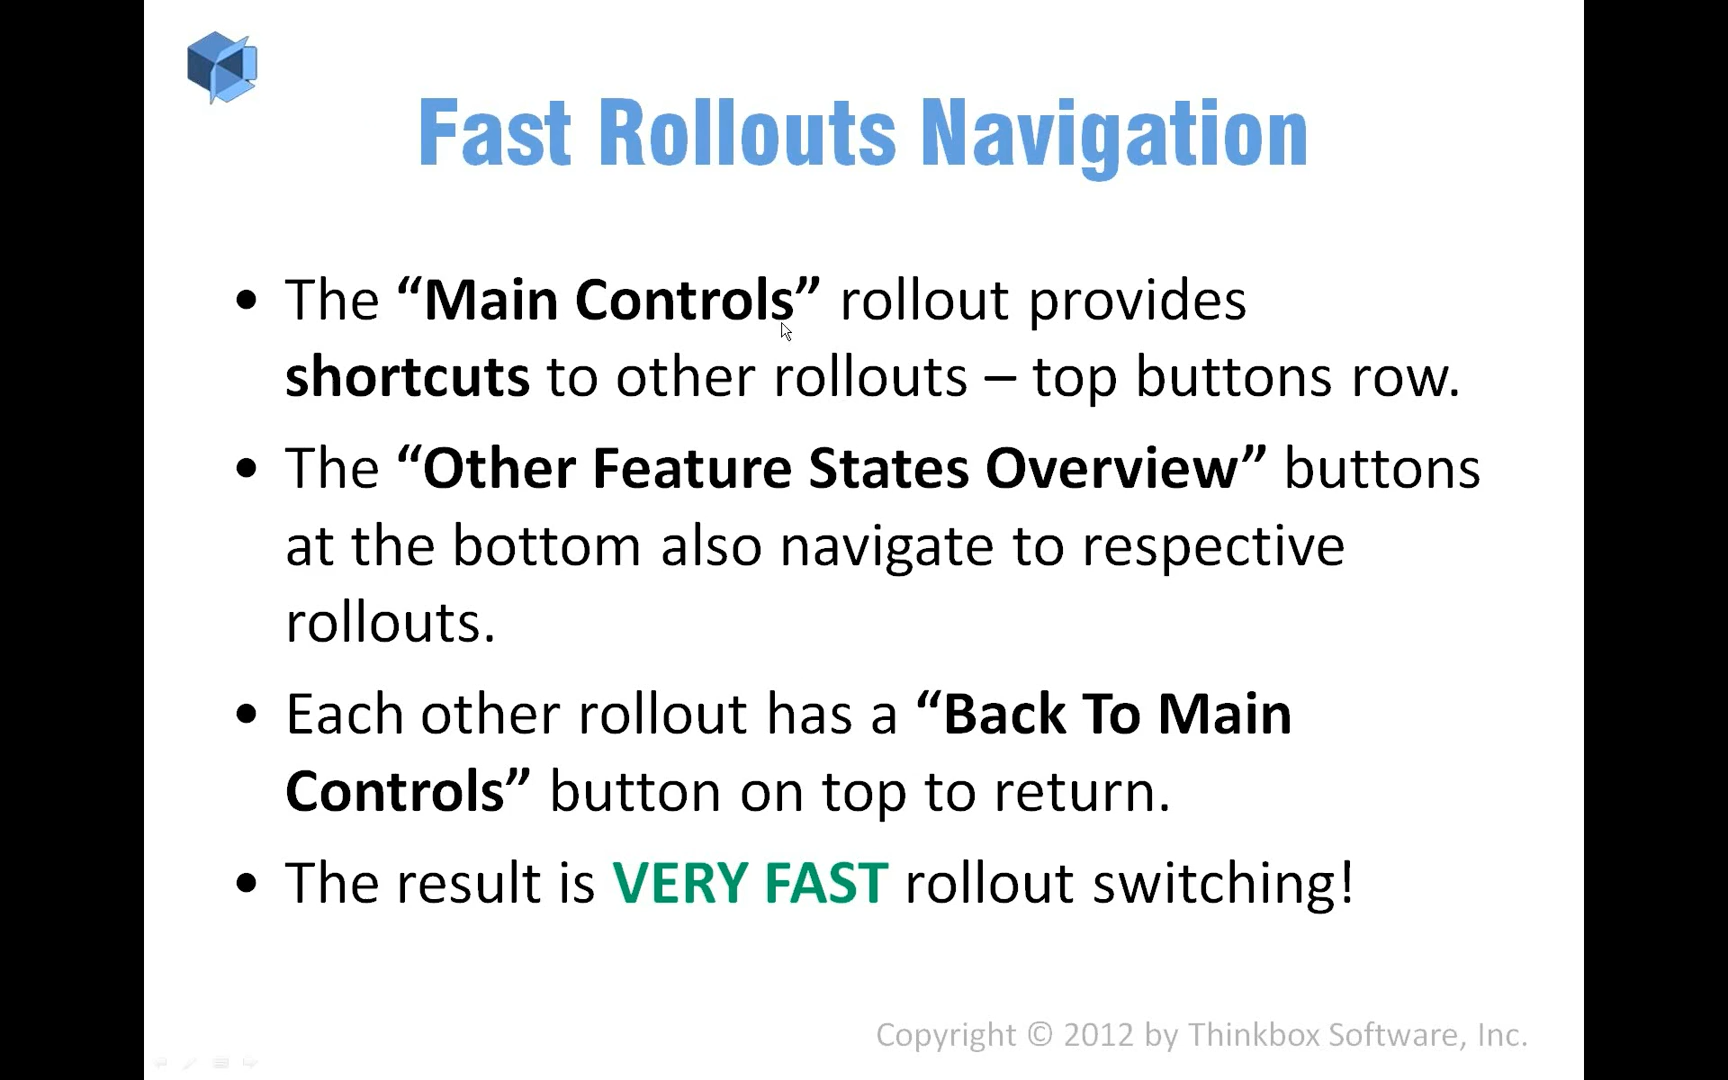 Fast Rollouts Navigation
• The “Main Controls” rollout provides
shortcuts to other rollouts – top buttons row.
• The “Other Feature States Overview” buttons
at the bottom also navigate to respective
rollouts.
• Each other rollout has a “Back To Main
Controls” button on top to return.
• The result is VERY FAST rollout switching!
Copyright © 2012 by Thinkbox Software, Inc.